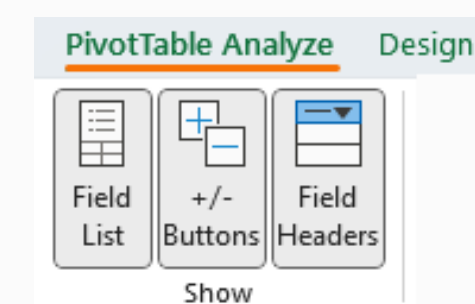 PivotTable Analyze Design
Field +/- Field
List Buttons Headers
Show